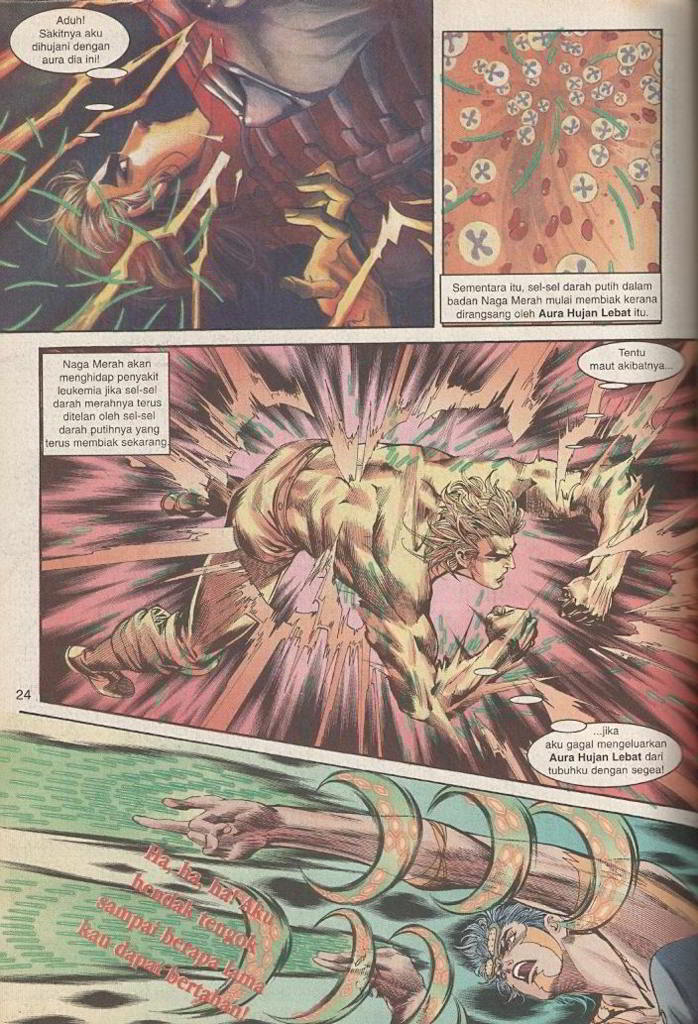 Aduh!
Sakitnya aku
dihujani dengan
aura dia ini!
Sementara itu, sel-sel darah putih dalam
badan Naga Merah mulai membiak kerana
dirangsang oleh Aura Hujan Lebat itu.
Naga Merah akan
menghidap penyakit
leukemia jika sel-sel
darah merahnya terus
ditelan oleh sel-sel
darah putihnya yang
terus membiak sekarang.
Tentu
maut akibatnya...
...jika
aku gagal mengeluarkan
Aura Hujan Lebat dari
tubuhku dengan segea!
24
Ha, ha, ha! Aku
hendak tengok
sampai berapa lama
kau dapat bertahan!